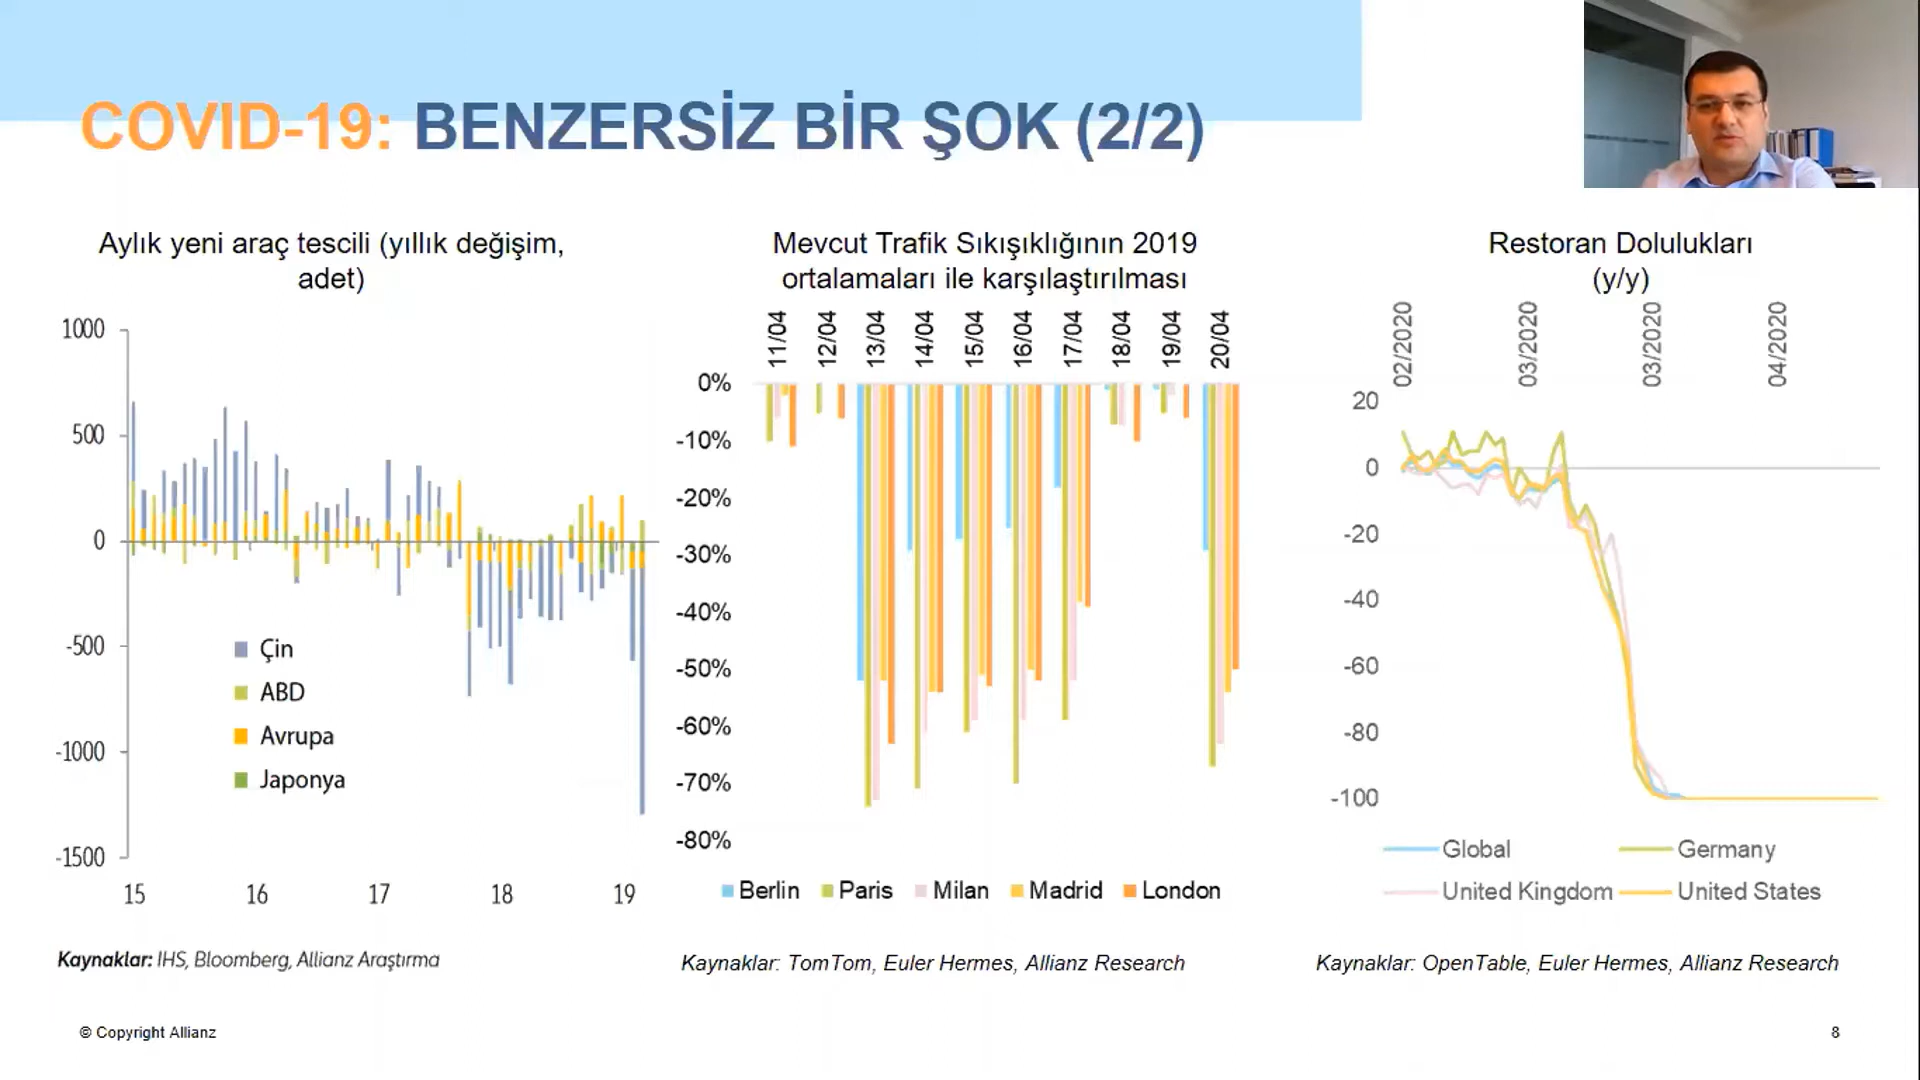 COVID-19: BENZERSİZ BİR ŞOK (2/2)
Aylık yeni araç tescili (yıllık değişim,
adet)
1000
500
0
-500
-1000
-1500
Çin
ABD
Avrupa
Japonya
15 16 17 18 19
Kaynaklar: IHS, Bloomberg, Allianz Araştırma
Mevcut Trafik Sıkışıklığının 2019
ortalamaları ile karşılaştırılması
11/04 12/04 13/04 14/04 15/04 16/04 17/04 18/04 19/04 20/04
0%
-10%
-20%
-30%
-40%
-50%
-60%
-70%
-80%
Berlin Paris Milan Madrid London
Kaynaklar: TomTom, Euler Hermes, Allianz Research
Restoran Dolulukları
(y/y)
02/2020 03/2020 03/2020 04/2020
20
0
-20
-40
-60
-80
-100
Global Germany
United Kingdom United States
Kaynaklar: OpenTable, Euler Hermes, Allianz Research
© Copyright Allianz
8